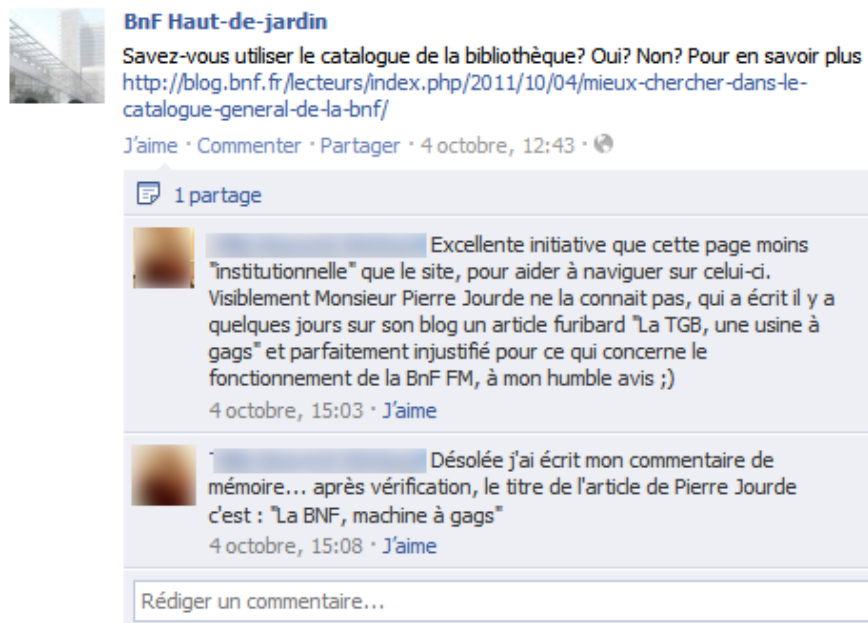 BnF Haut-de-jardin
Savez-vous utiliser le catalogue de la bibliothèque? Oui? Non? Pour en savoir plus
http://blog.bnf.fr/lecteurs/index.php/2011/10/04/mieux-chercher-dans-le-
catalogue-general-de-la-bnf/
J'aime · Commenter · Partager · 4 octobre, 12:43 ·
1 partage
Excellente initiative que cette page moins
"institutionnelle" que le site, pour aider à naviguer sur celui-ci.
Visiblement Monsieur Pierre Jourde ne la connait pas, qui a écrit il y a
quelques jours sur son blog un article furibard "La TGB, une usine à
gags" et parfaitement injustifié pour ce qui concerne le
fonctionnement de la BnF FM, à mon humble avis ;)
4 octobre, 15:03 · J'aime
Désolée j'ai écrit mon commentaire de
mémoire... après vérification, le titre de l'article de Pierre Jourde
c'est : "La BNF, machine à gags"
4 octobre, 15:08 · J'aime
Rédiger un commentaire...